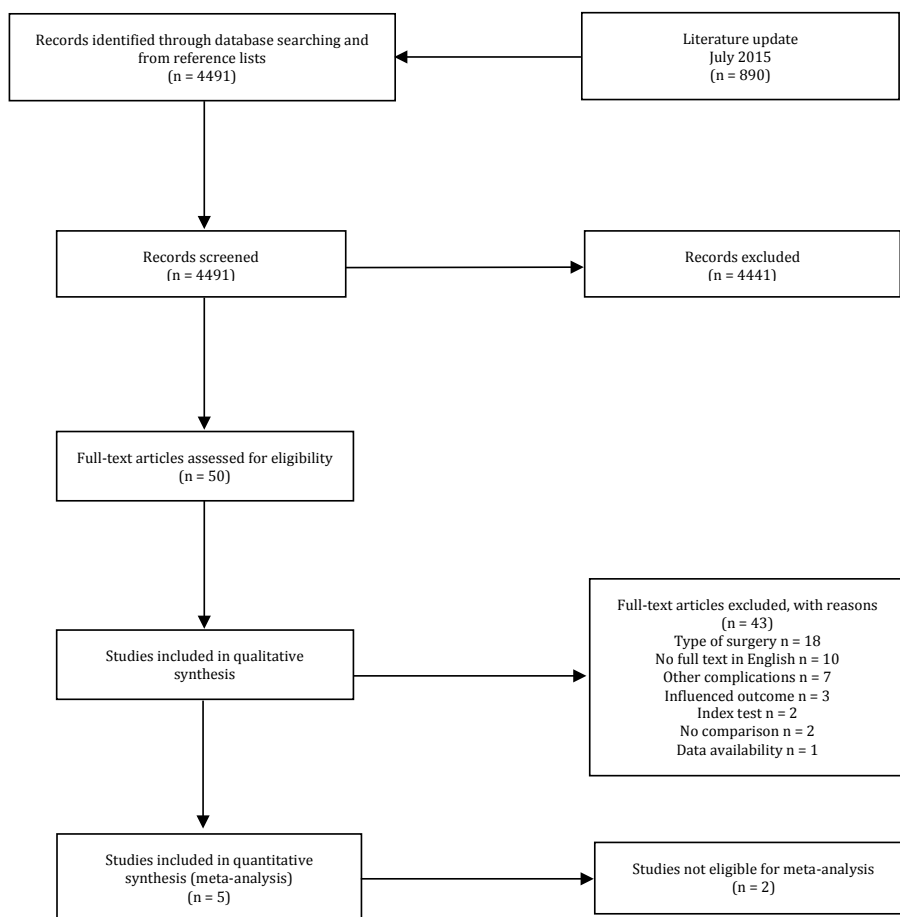 Records identified through database searching and
from reference lists
(n = 4491)
Literature update
July 2015
(n = 890)
Records screened
(n = 4491)
Records excluded
(n = 4441)
Full-text articles assessed for eligibility
(n = 50)
Full-text articles excluded, with reasons
(n = 43)
Type of surgery n = 18
No full text in English n = 10
Other complications n = 7
Influenced outcome n = 3
Index test n = 2
No comparison n = 2
Data availability n = 1
Studies included in qualitative
synthesis
Studies included in quantitative
synthesis (meta-analysis)
(n = 5)
Studies not eligible for meta-analysis
(n = 2)